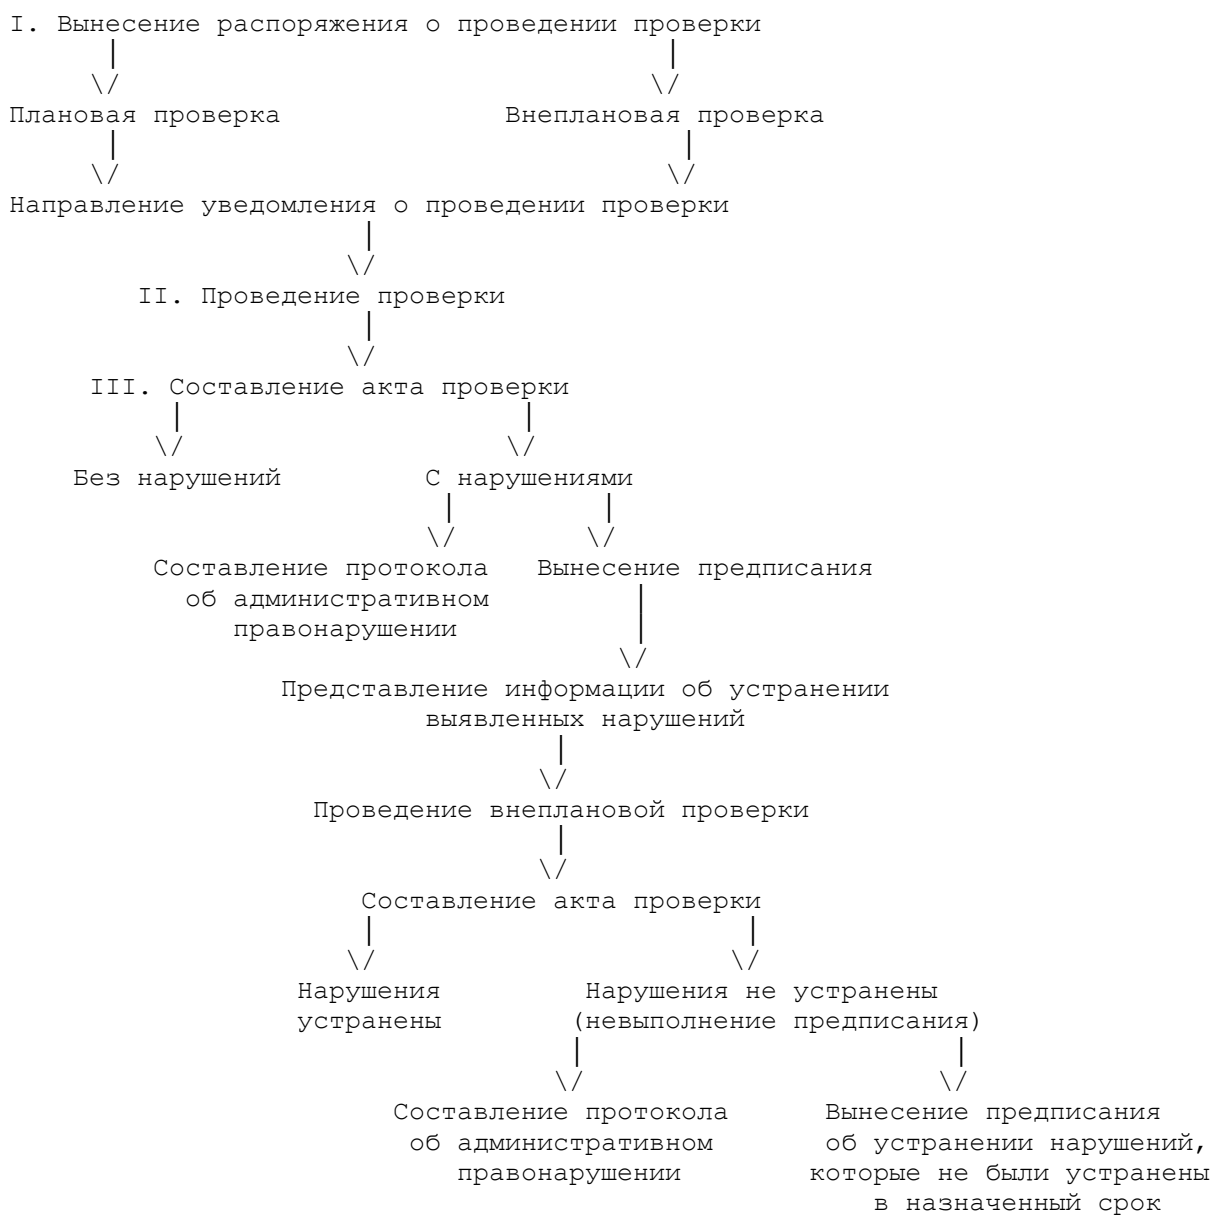 I. Вынесение распоряжения о проведении проверки
| |
\/ \/
Плановая проверка Внеплановая проверка
| |
\/ \/
Направление уведомления о проведении проверки
|
\/
II. Проведение проверки
|
\/
III. Составление акта проверки
| |
\/ \/
Без нарушений С нарушениями
| |
\/ \/
Составление протокола Вынесение предписания
об административном |
правонарушении |
\/
Представление информации об устранении
выявленных нарушений
|
\/
Проведение внеплановой проверки
|
\/
Составление акта проверки
| |
\/ \/
Нарушения Нарушения не устранены
устранены (невыполнение предписания)
| |
\/ \/
Составление протокола Вынесение предписания
об административном об устранении нарушений,
правонарушении которые не были устранены
в назначенный срок